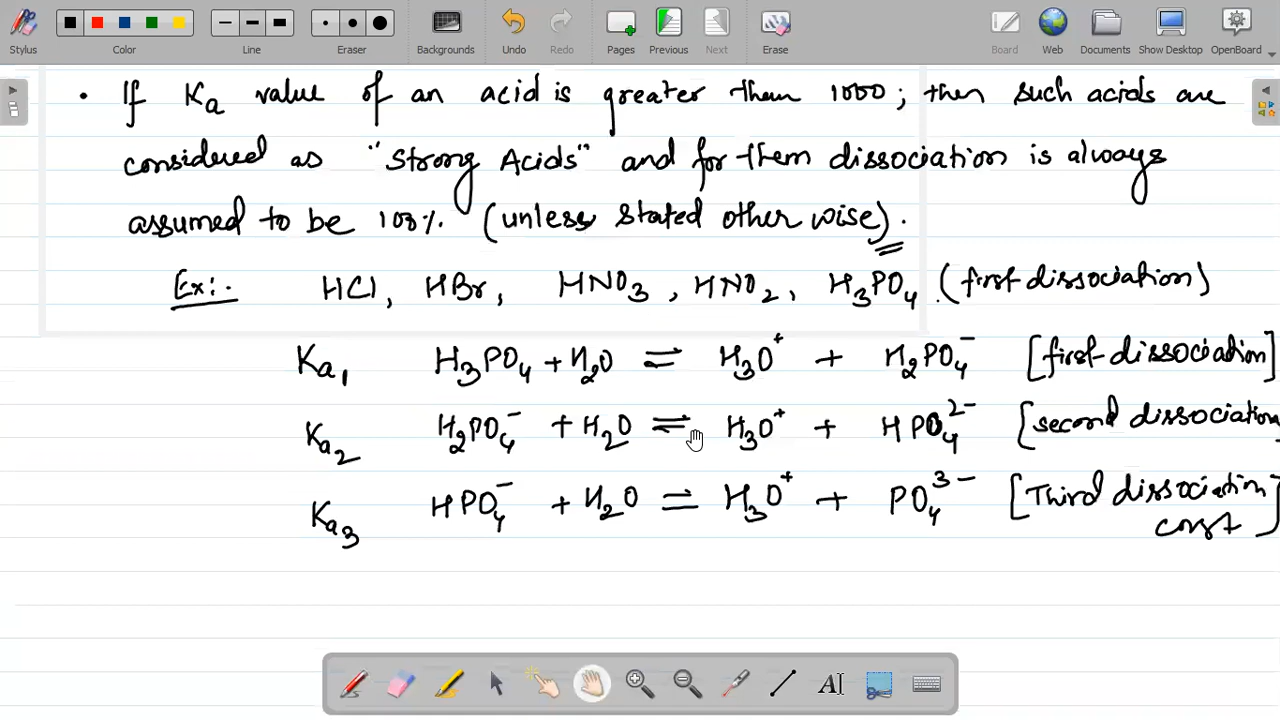 Stylus Color Line Eraser Backgrounds Undo Redo Pages Previous Next Erase Board Web Documents Show Desktop OpenBoard
• If Ka value of an acid is greater than 1000; then such acids are
considered as "Strong Acids" and for them dissociation is always
assumed to be 100%. (unless stated otherwise).
Ex:- HCl, HBr, HNO₃, HNO₂, H₃PO₄ (first dissociation)
Ka₁ H₃PO₄ + H₂O ⇌ H₃O⁺ + H₂PO₄⁻ [first dissociation]
Ka₂ H₂PO₄⁻ + H₂O ⇌ H₃O⁺ + HPO₄²⁻ [second dissociation
Ka₃ HPO₄⁻ + H₂O ⇌ H₃O⁺ + PO₄³⁻ [Third dissociation
const]
AI